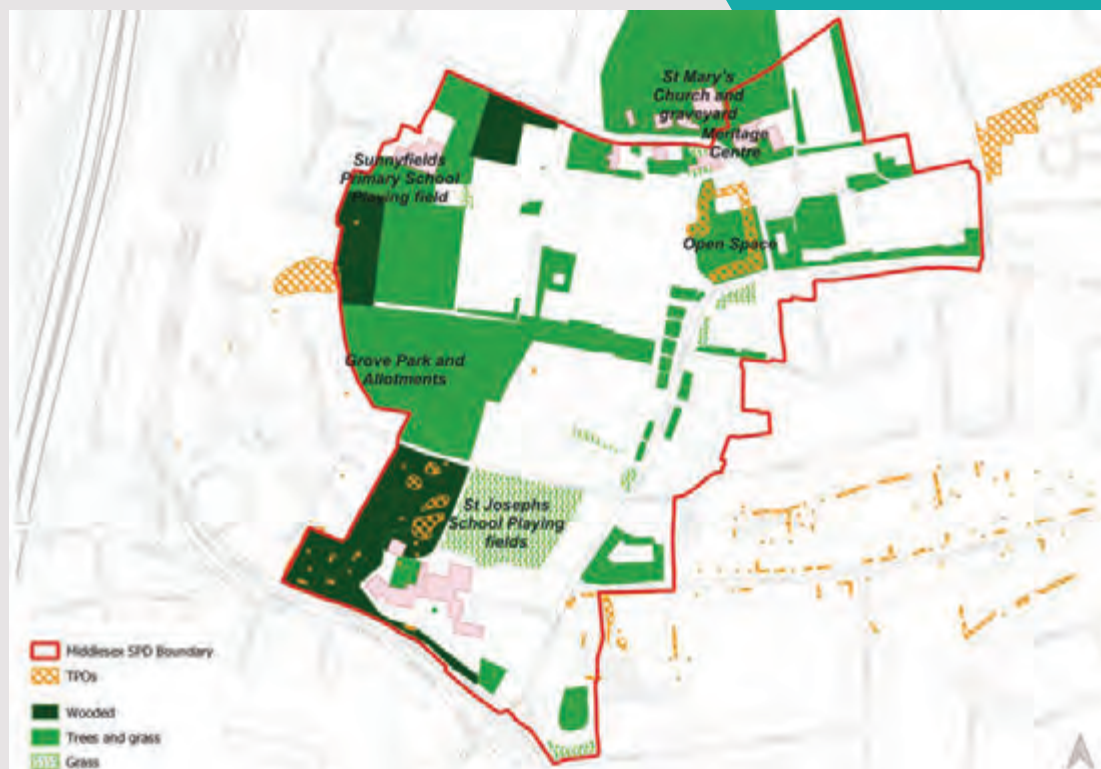 St Mary's
Church and
graveyard
Meritage
Centre
Sunnyfields
Primary School
Playing field
Open Space
Grove Park and
Allotments
St Josephs
School Playing
fields
Middlesex SPD Boundary
TPOs
Wooded
Trees and grass
Grass